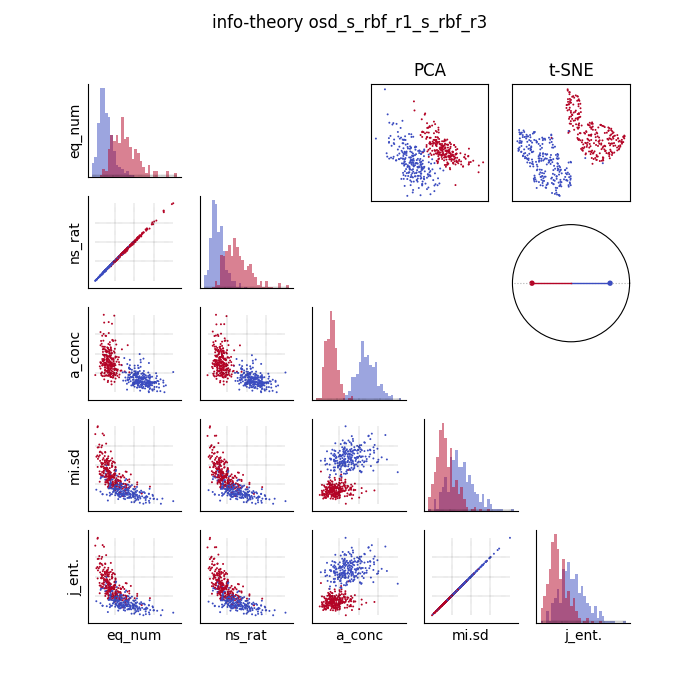 info-theory osd_s_rbf_r1_s_rbf_r3
PCA
t-SNE
eq_num
ns_rat
a_conc
mi.sd
j_ent.
eq_num
ns_rat
a_conc
mi.sd
j_ent.